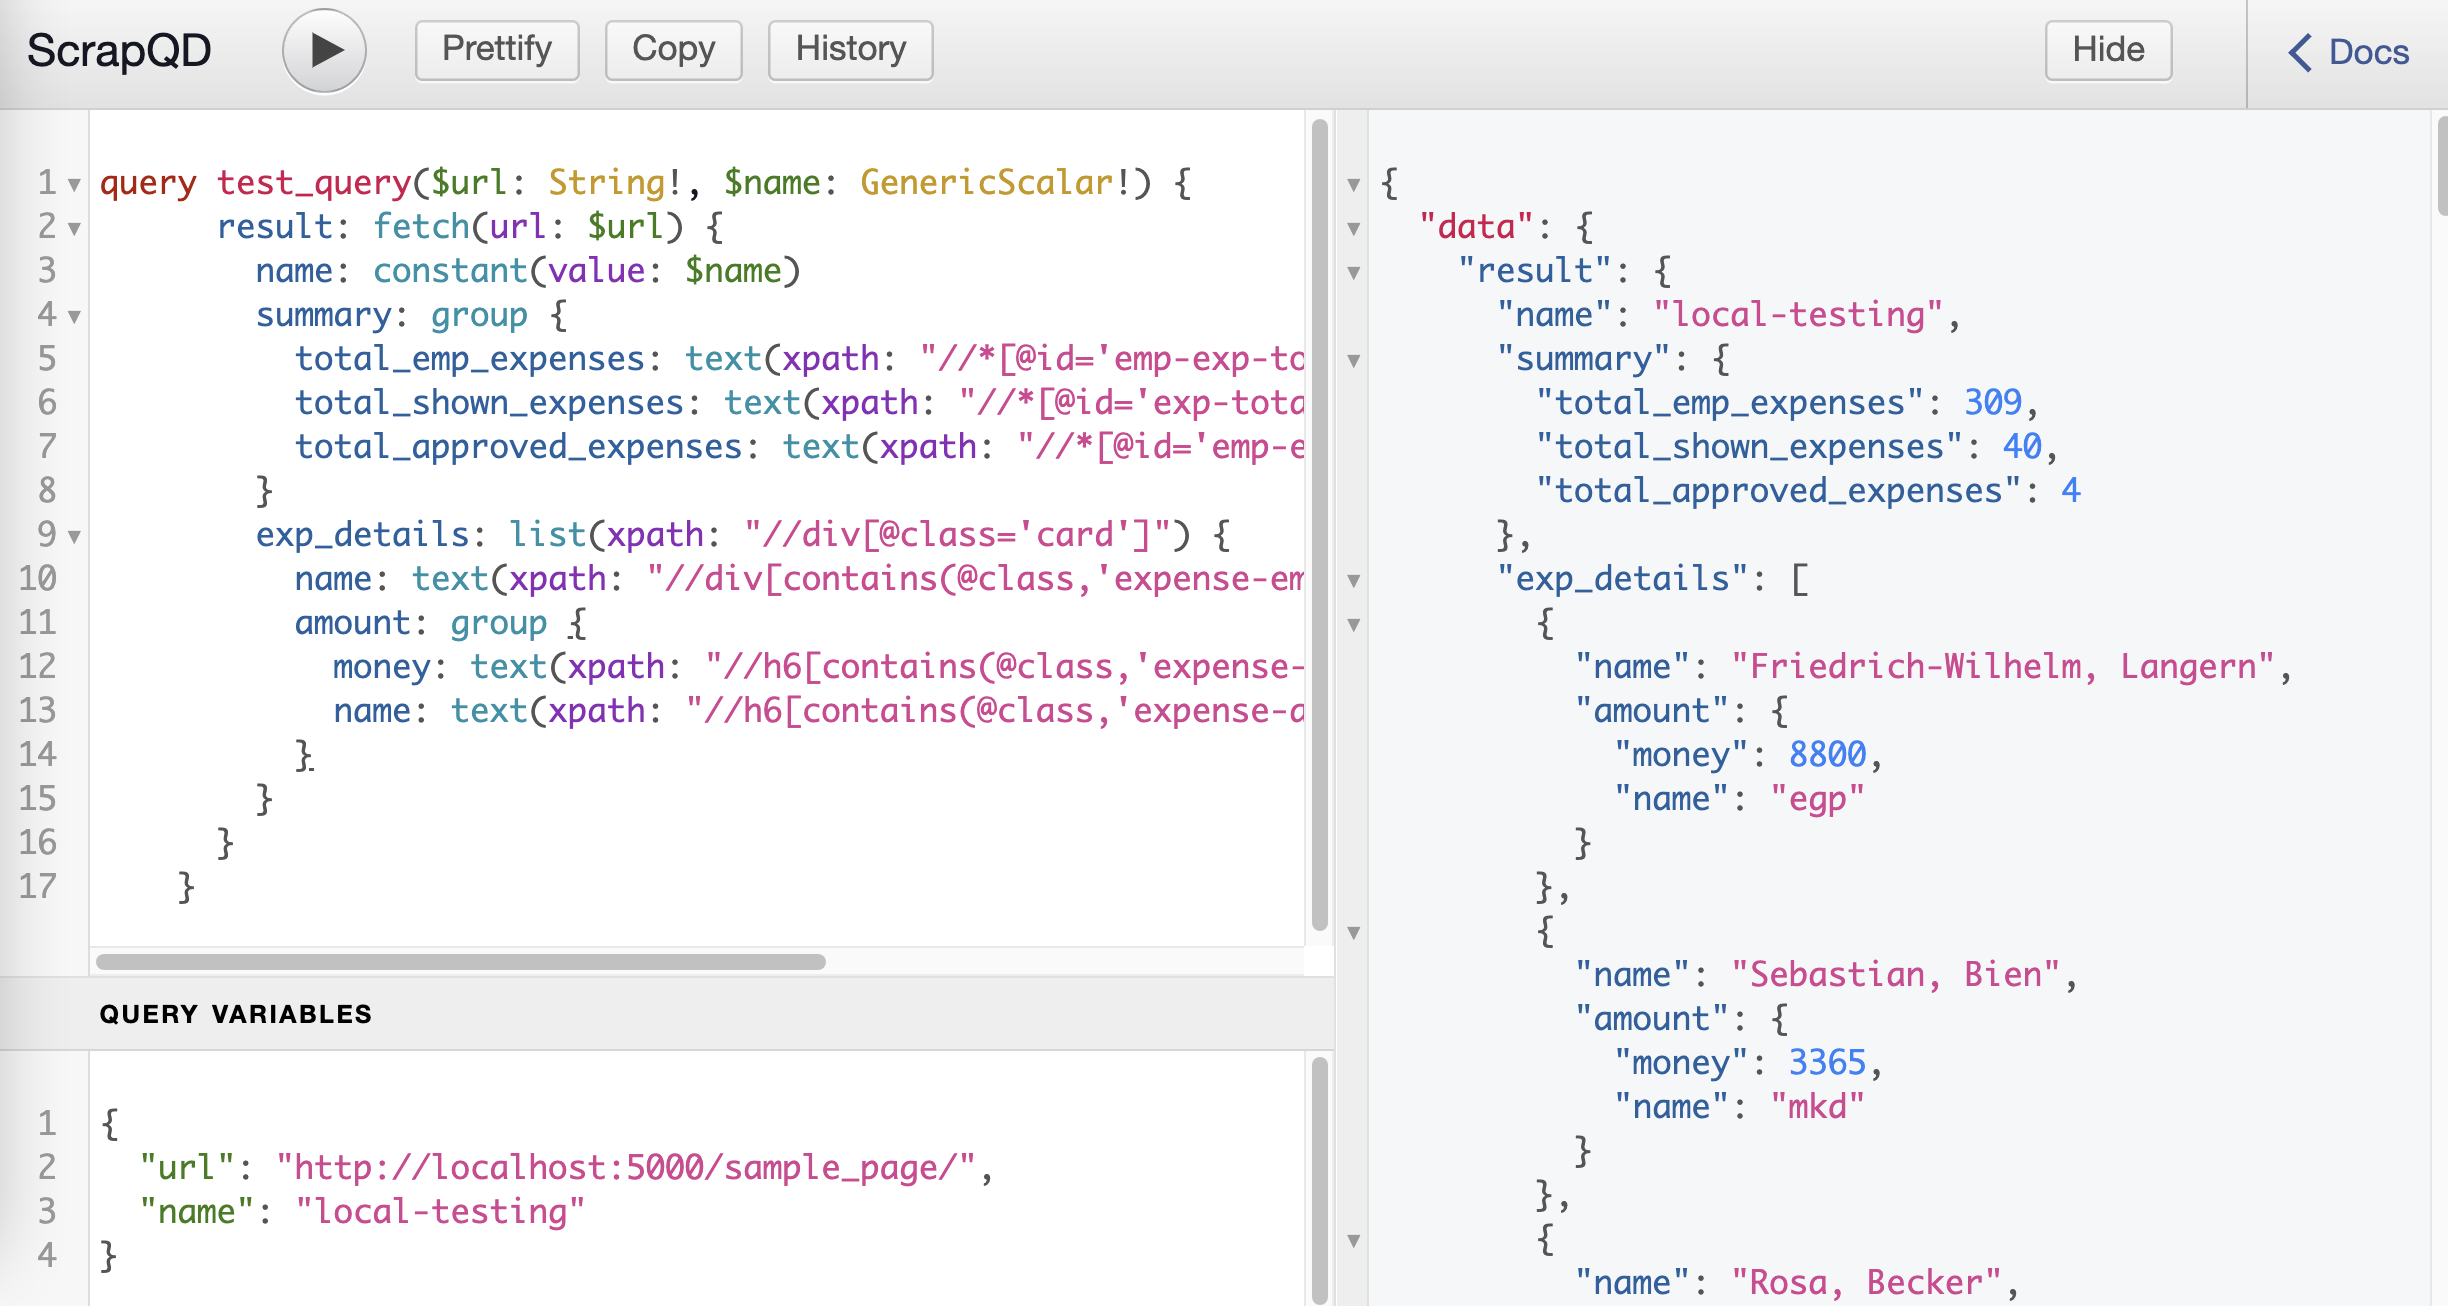 ScrapQD Prettify Copy History Hide Docs
1 query test_query($url: String!, $name: GenericScalar!) {
2 result: fetch(url: $url) {
3 name: constant(value: $name)
4 summary: group {
5 total_emp_expenses: text(xpath: "//*[@id='emp-exp-to
6 total_shown_expenses: text(xpath: "//*[@id='exp-tota
7 total_approved_expenses: text(xpath: "//*[@id='emp-e
8 }
9 exp_details: list(xpath: "//div[@class='card']") {
10 name: text(xpath: "//div[contains(@class,'expense-em
11 amount: group {
12 money: text(xpath: "//h6[contains(@class,'expense-
13 name: text(xpath: "//h6[contains(@class,'expense-a
14 }
15 }
16 }
17 }
QUERY VARIABLES
1 {
2 "url": "http://localhost:5000/sample_page/",
3 "name": "local-testing"
4 }
{
"data": {
"result": {
"name": "local-testing",
"summary": {
"total_emp_expenses": 309,
"total_shown_expenses": 40,
"total_approved_expenses": 4
},
"exp_details": [
{
"name": "Friedrich-Wilhelm, Langern",
"amount": {
"money": 8800,
"name": "egp"
}
},
{
"name": "Sebastian, Bien",
"amount": {
"money": 3365,
"name": "mkd"
}
},
{
"name": "Rosa, Becker",